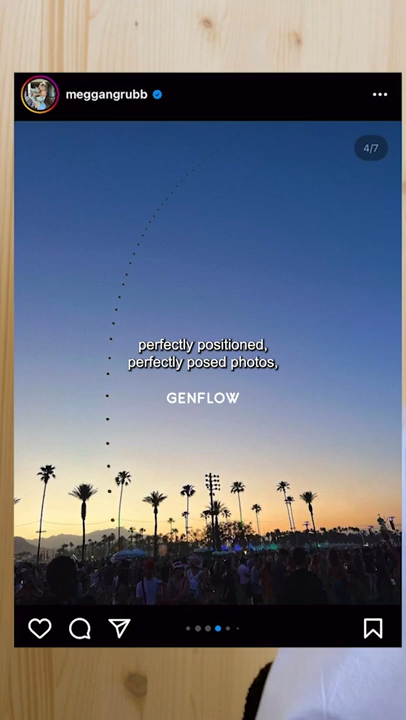 meggangrubb
4/7
perfectly positioned,
perfectly posed photos,
GENFLOW